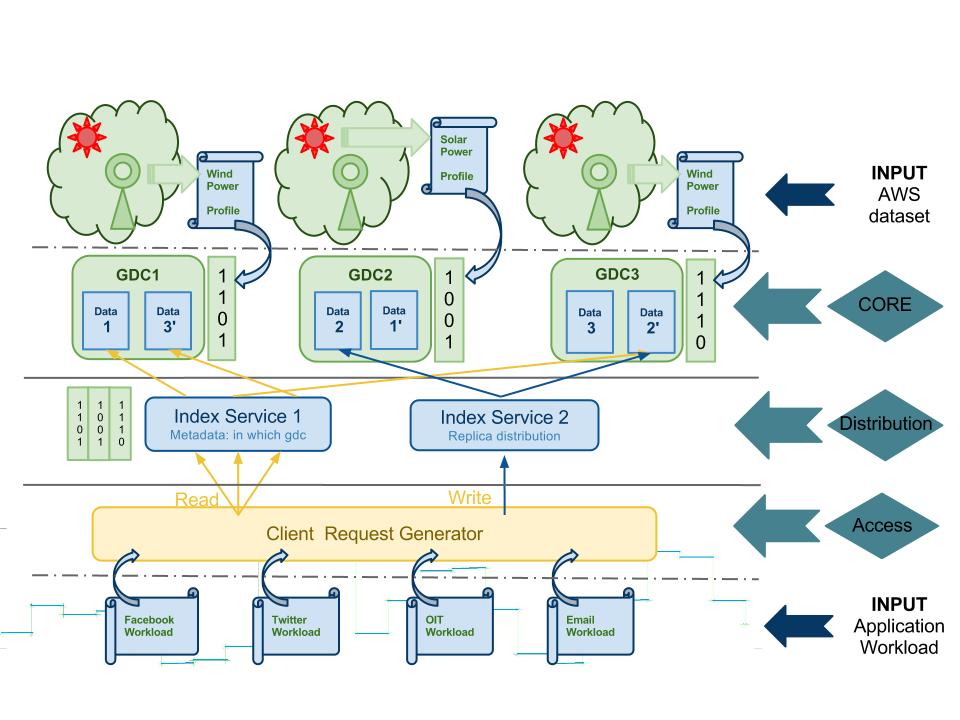 Wind
Power
Profile
Solar
Power
Profile
Wind
Power
Profile
INPUT
AWS
dataset
GDC1
Data
1
Data
3'
1
1
0
1
GDC2
Data
2
Data
1'
1
0
0
1
GDC3
Data
3
Data
2'
1
1
1
0
CORE
1
1
0
1
1
0
0
1
1
1
1
0
Index Service 1
Metadata: in which gdc
Index Service 2
Replica distribution
Distribution
Read
Write
Client Request Generator
Access
Facebook
Workload
Twitter
Workload
OIT
Workload
Email
Workload
INPUT
Application
Workload